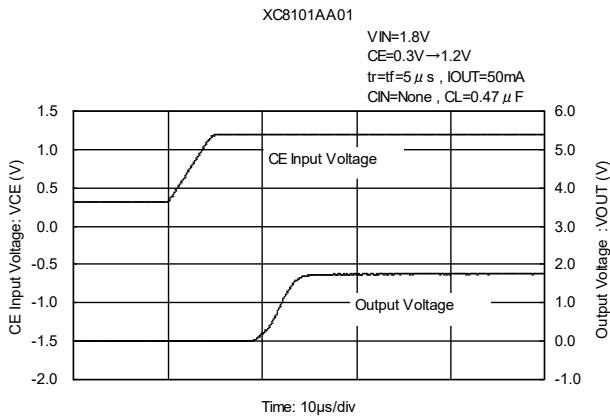 XC8101AA01
VIN=1.8V
CE=0.3V→1.2V
tr=tf=5μs , IOUT=50mA
CIN=None , CL=0.47μF
1.5
1.0
0.5
0.0
-0.5
-1.0
-1.5
-2.0
CE Input Voltage: VCE (V)
CE Input Voltage
Output Voltage
6.0
5.0
4.0
3.0
2.0
1.0
0.0
-1.0
Output Voltage :VOUT (V)
Time: 10μs/div